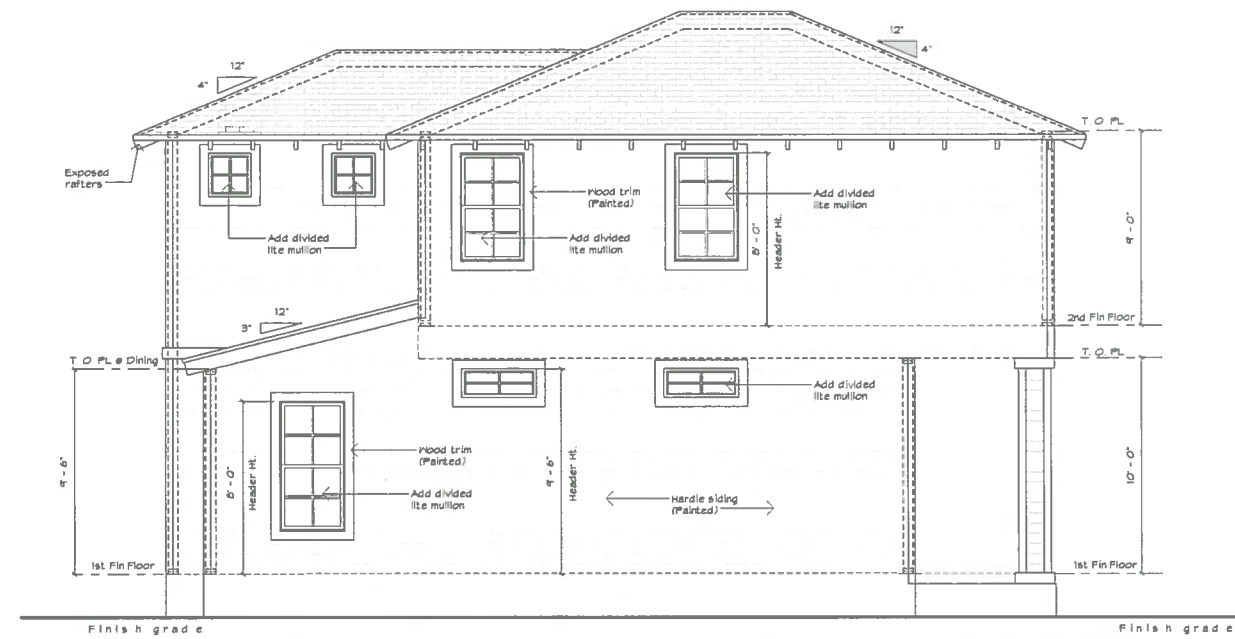 12"
4"
12"
4"
T. O. PL
Exposed
rafters
Wood trim
(Painted)
Add divided
lite mullion
Add divided
lite mullion
Add divided
lite mullion
8' - 0"
Header Ht.
9' - 0"
12"
3"
2nd Fin Floor
T. O. PL @ Dining
T. O. PL
Add divided
lite mullion
9' - 6"
8' - 0"
Header Ht.
Wood trim
(Painted)
Add divided
lite mullion
9' - 6"
Header Ht.
Hardie siding
(Painted)
10' - 0"
1st Fin Floor
1st Fin Floor
Finish grade
Finish grade